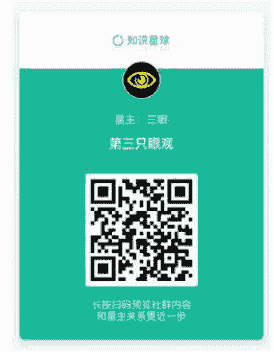 知识星球
星主：三眼
第三只眼观
长按扫码预览社群内容
和星主关系更近一步